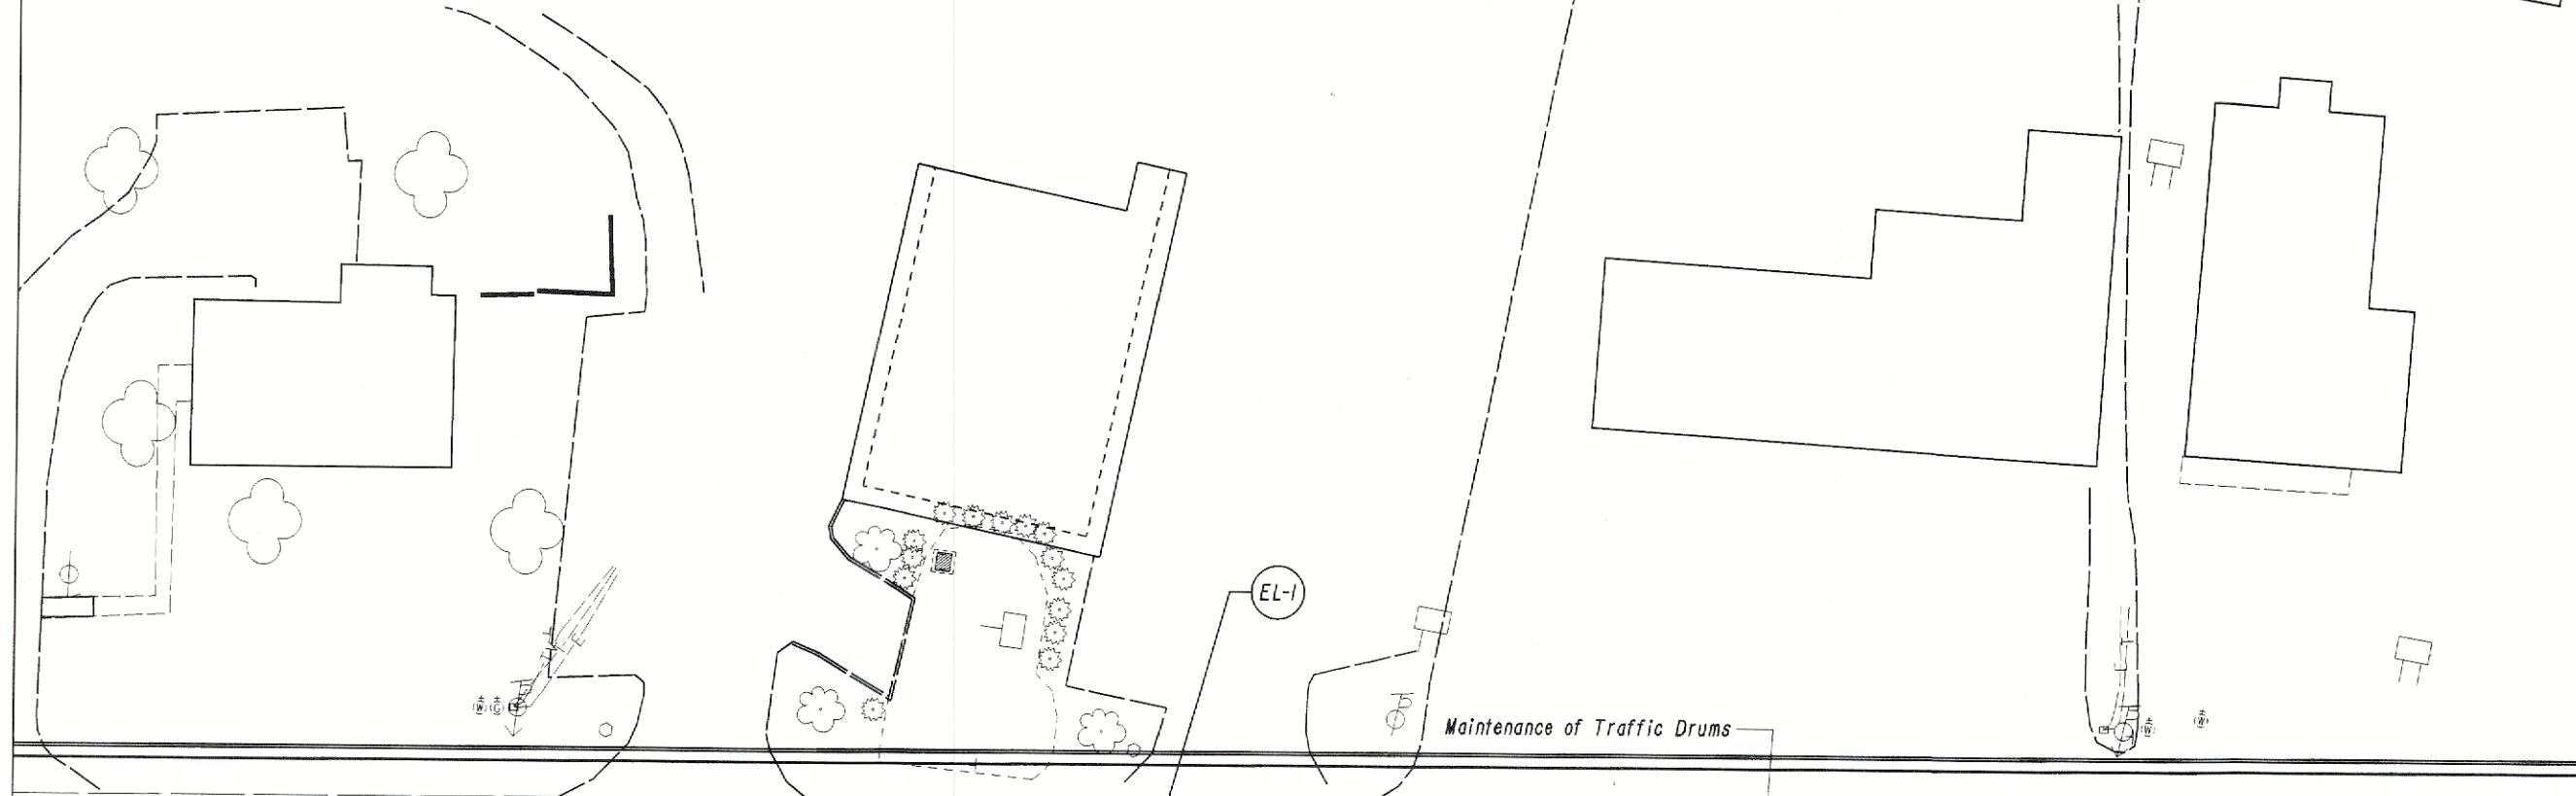 EL-1
Maintenance of Traffic Drums
(W) (G)
(W)
(W)